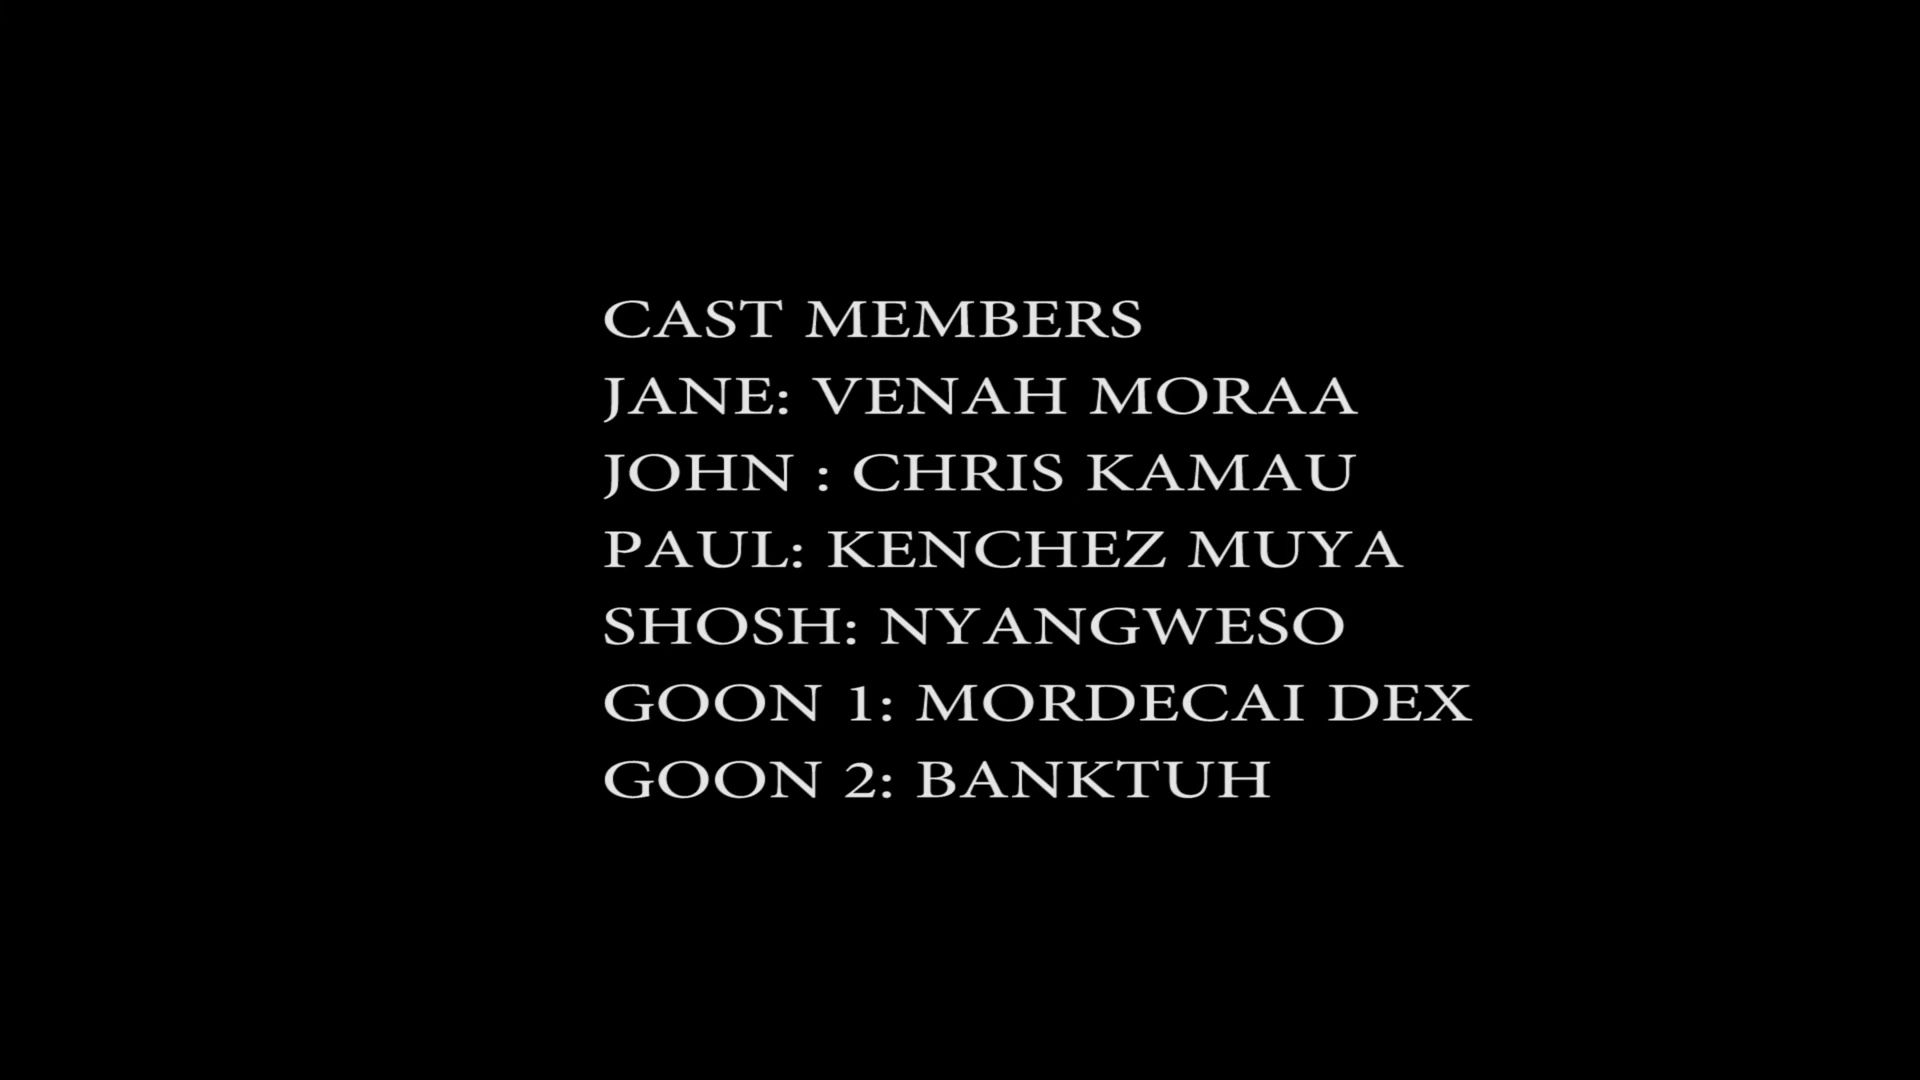 CAST MEMBERS
JANE: VENAH MORAA
JOHN : CHRIS KAMAU
PAUL: KENCHEZ MUYA
SHOSH: NYANGWESO
GOON 1: MORDECAI DEX
GOON 2: BANKTUH